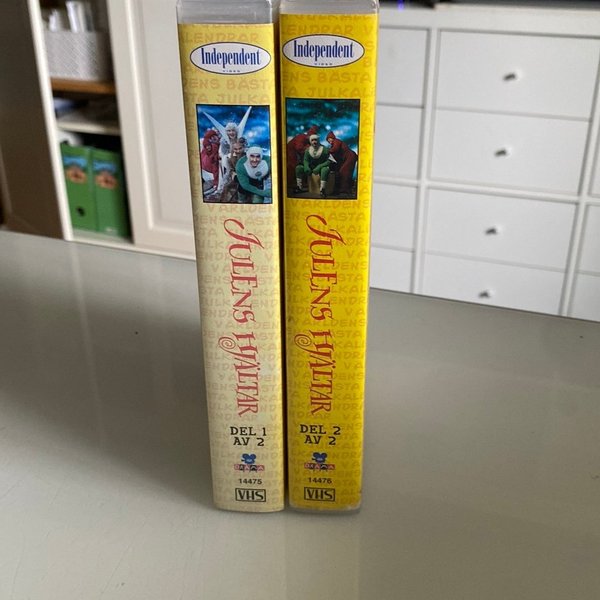 Independent
VIDEO
JULENS HJÄLTAR
DEL 1
AV 2
14475
VHS
Independent
VIDEO
JULENS HJÄLTAR
DEL 2
AV 2
14476
VHS